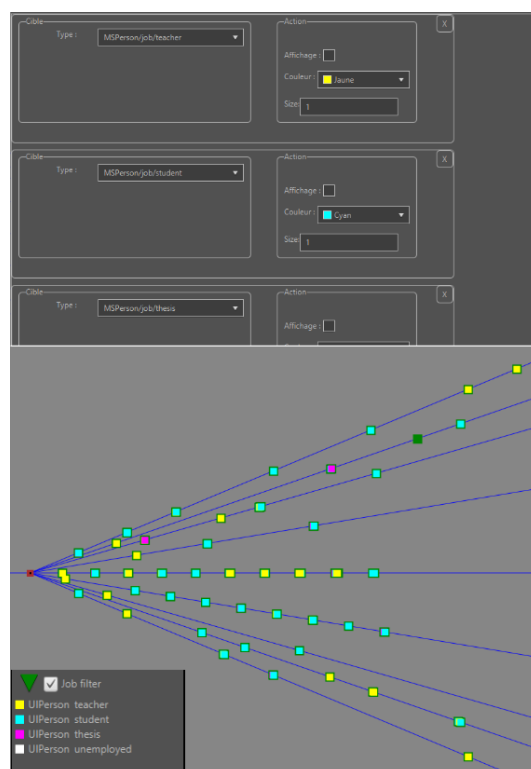 Cible
Action
X
Type :
MSPerson/job/teacher
Affichage :
Couleur :
Jaune
Size:
1
Cible
Action
X
Type :
MSPerson/job/student
Affichage :
Couleur :
Cyan
Size:
1
Cible
Action
X
Type :
MSPerson/job/thesis
Affichage :
Job filter
UIPerson teacher
UIPerson student
UIPerson thesis
UIPerson unemployed